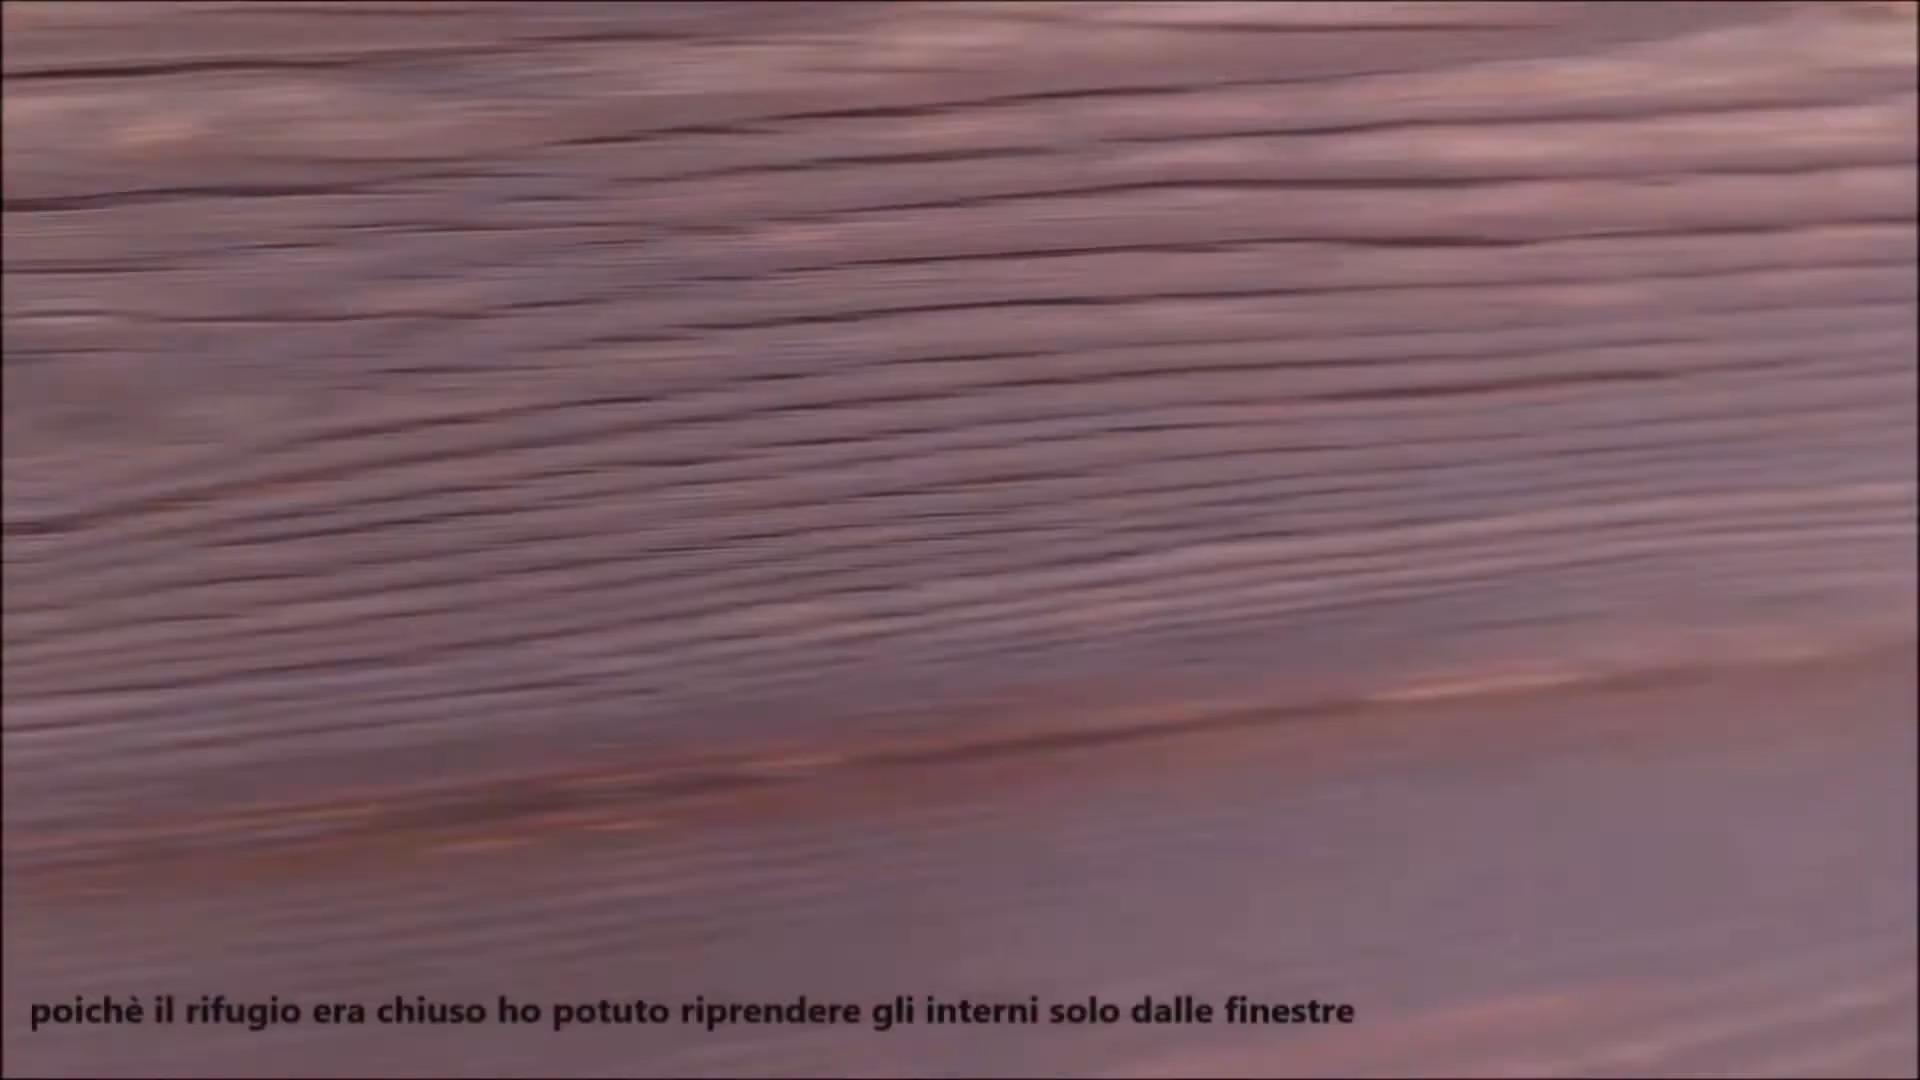 poichè il rifugio era chiuso ho potuto riprendere gli interni solo dalle finestre